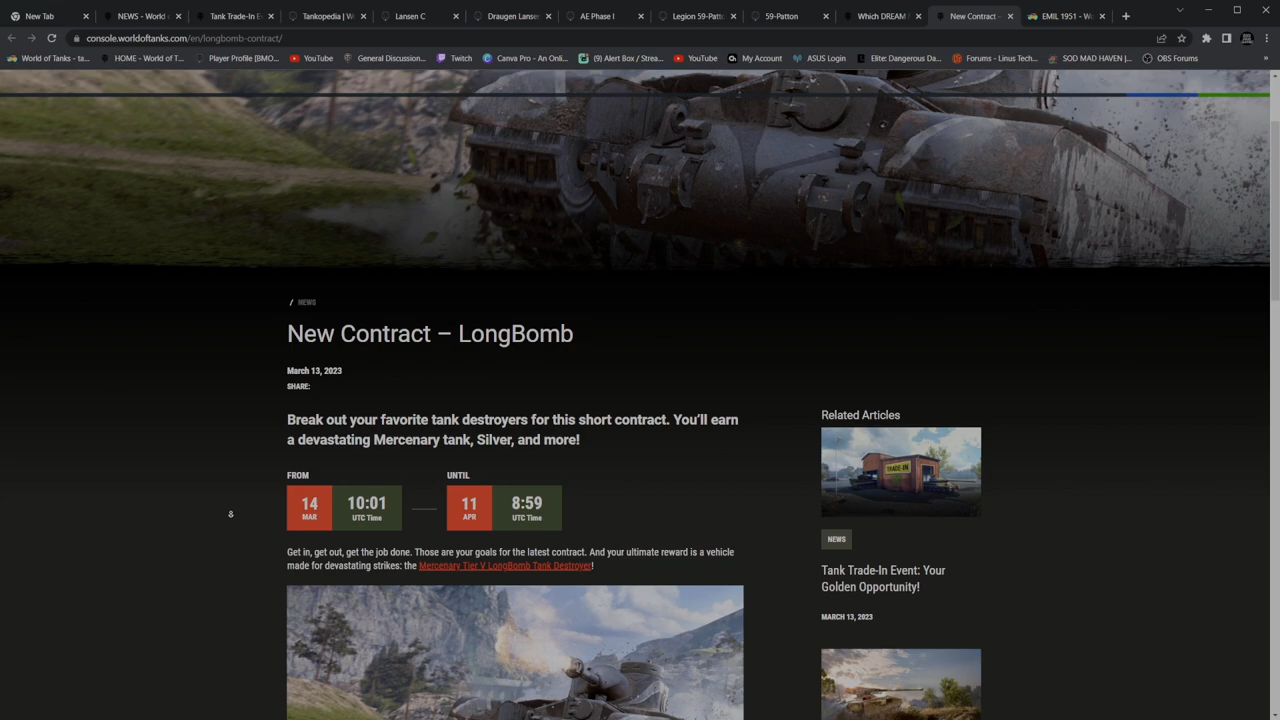 New Tab
NEWS - World o
Tank Trade-In E
Tankopedia | W
Lansen C
Draugen Lanse
AE Phase I
Legion 59-Patto
59-Patton
Which DREAM
New Contract –
EMIL 1951 - Wo
console.worldoftanks.com/en/longbomb-contract/
World of Tanks - ta...
HOME - World of T...
Player Profile [BMO...
YouTube
General Discussion...
Twitch
Canva Pro - An Onli...
(9) Alert Box / Strea...
YouTube
My Account
ASUS Login
Elite: Dangerous Da...
Forums - Linus Tech...
SOD MAD HAVEN |...
OBS Forums
»
/ NEWS
New Contract – LongBomb
March 13, 2023
SHARE:
Break out your favorite tank destroyers for this short contract. You’ll earn
a devastating Mercenary tank, Silver, and more!
FROM
14
MAR
10:01
UTC Time
UNTIL
11
APR
8:59
UTC Time
Get in, get out, get the job done. Those are your goals for the latest contract. And your ultimate reward is a vehicle
made for devastating strikes: the Mercenary Tier V LongBomb Tank Destroyer!
Related Articles
TRADE-IN
NEWS
Tank Trade-In Event: Your
Golden Opportunity!
MARCH 13, 2023